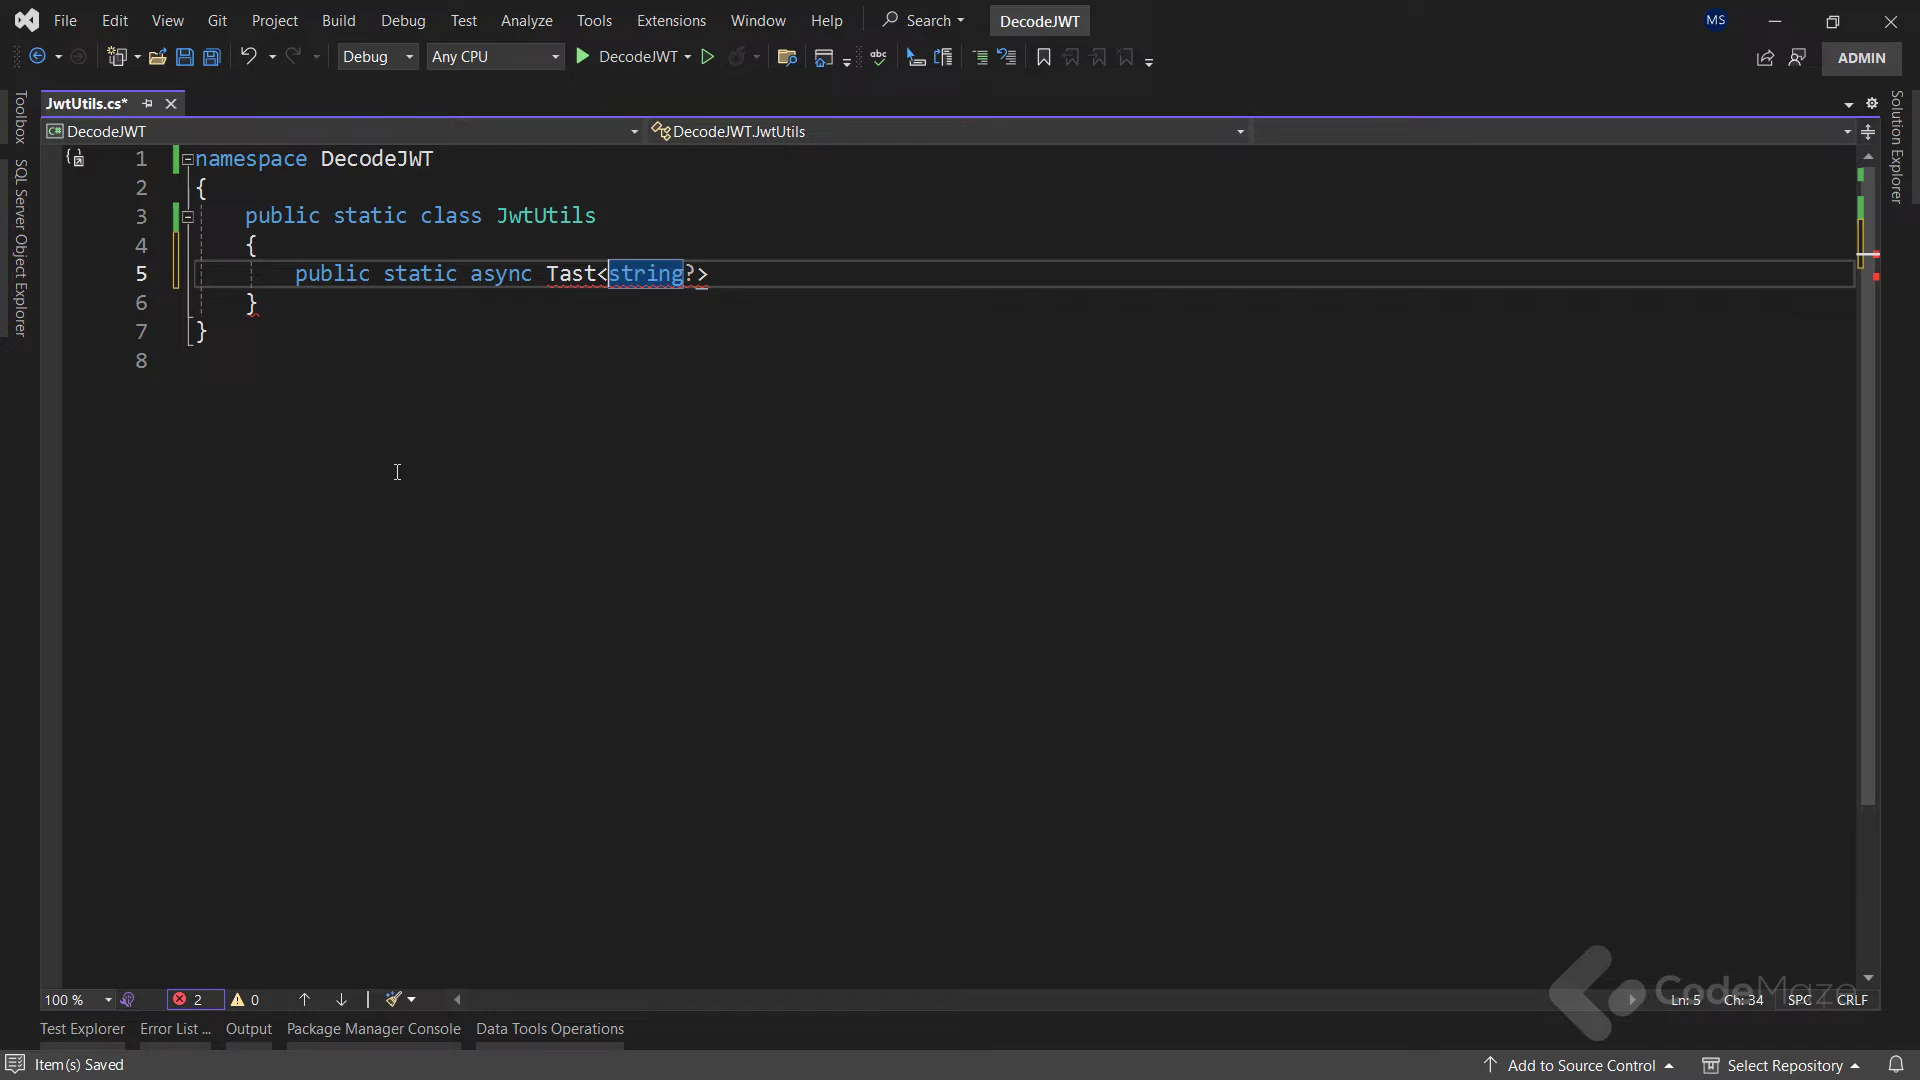 File Edit View Git Project Build Debug Test Analyze Tools Extensions Window Help Search DecodeJWT MS
Debug Any CPU DecodeJWT abc ADMIN
JwtUtils.cs*
C# DecodeJWT DecodeJWT.JwtUtils
Toolbox
SQL Server Object Explorer
Solution Explorer
1 namespace DecodeJWT
2 {
3 public static class JwtUtils
4 {
5 public static async Tast<string?>
6 }
7 }
8
100 % 2 0 Ln: 5 Ch: 34 SPC CRLF
CodeMaze
Test Explorer Error List ... Output Package Manager Console Data Tools Operations
Item(s) Saved Add to Source Control Select Repository